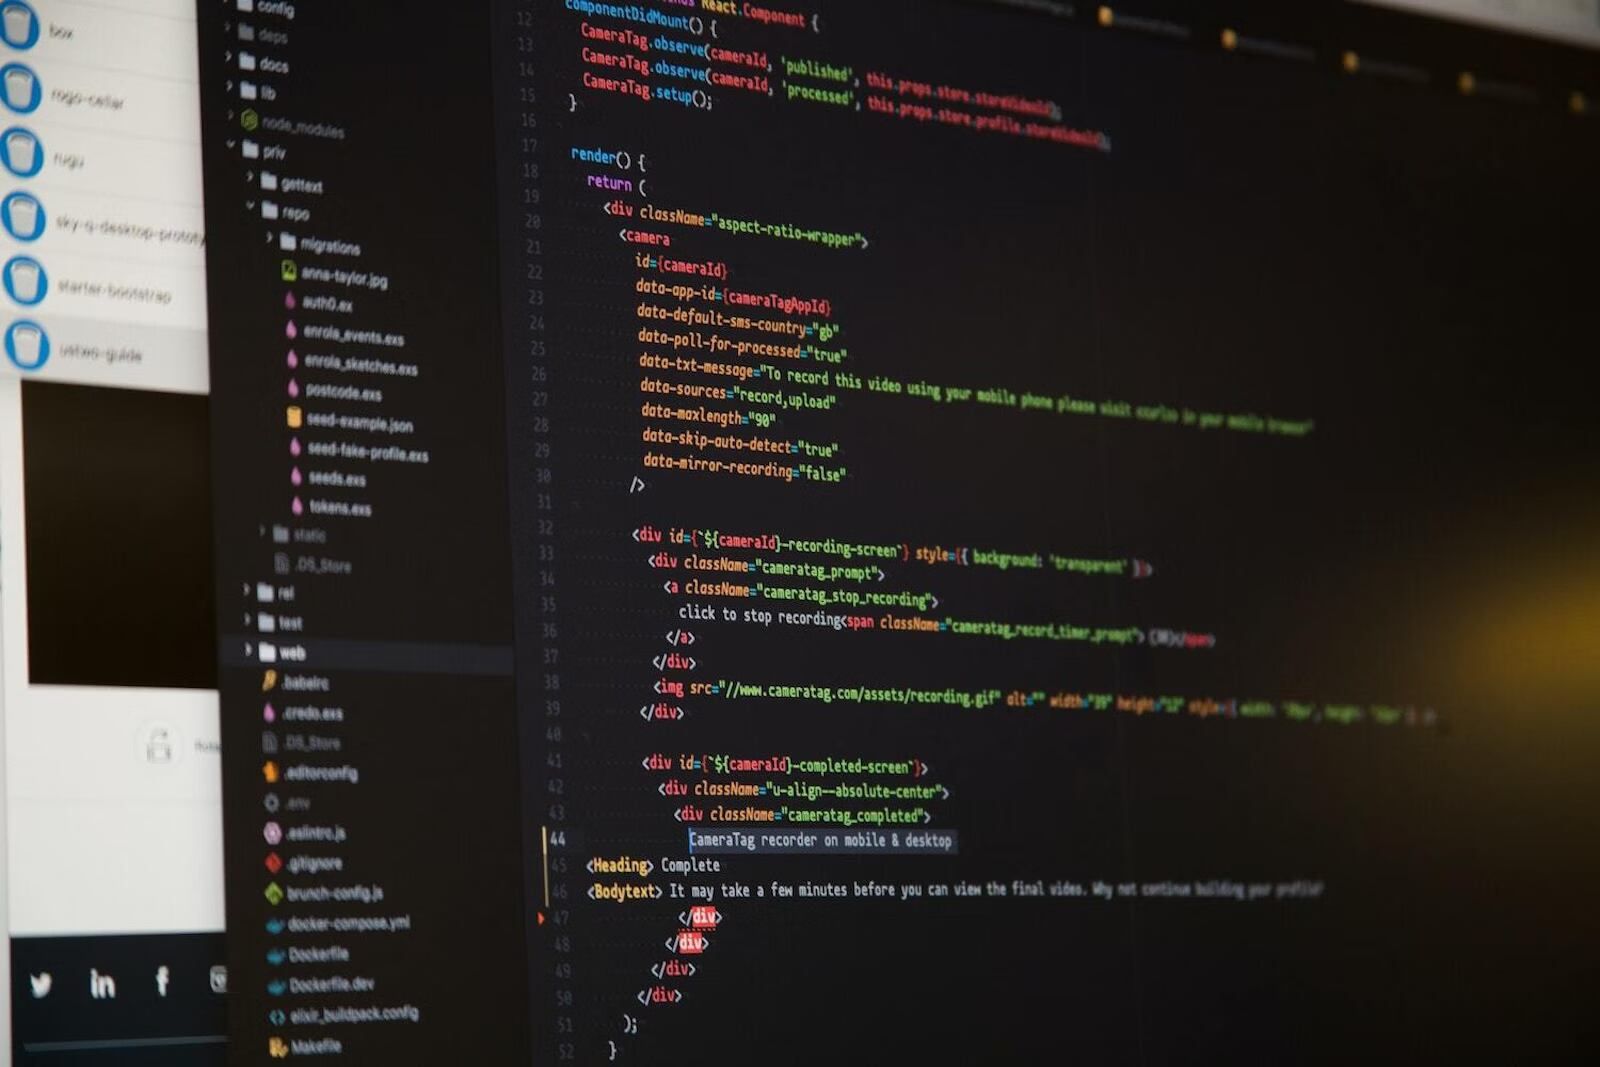 box
rogo-cellar
rugu
sky-q-desktop-prototy
starter-bootstrap
ustwo-guide
config
deps
docs
lib
node_modules
priv
gettext
repo
migrations
anna-taylor.jpg
auth0.ex
enrola_events.exs
enrola_sketches.exs
postcode.exs
seed-example.json
seed-fake-profile.exs
seeds.exs
tokens.exs
static
.DS_Store
rel
test
web
.babelrc
.credo.exs
.DS_Store
.editorconfig
.env
.eslintrc.js
.gitignore
brunch-config.js
docker-compose.yml
Dockerfile
Dockerfile.dev
elixir_buildpack.config
Makefile
React.Component {
12 componentDidMount() {
13 CameraTag.observe(cameraId, 'published', this.props.store.storeVideoId);
14 CameraTag.observe(cameraId, 'processed', this.props.store.profile.storeVideoId);
15 CameraTag.setup();
16 }
17
18 render() {
19 return (
20 <div className="aspect-ratio-wrapper">
21 <camera
22 id={cameraId}
23 data-app-id={cameraTagAppId}
24 data-default-sms-country="gb"
25 data-poll-for-processed="true"
26 data-txt-message="To record this video using your mobile phone please visit in your mobile browser"
27 data-sources="record,upload"
28 data-maxlength="90"
29 data-skip-auto-detect="true"
30 data-mirror-recording="false"
31 />
32
33 <div id={`${cameraId}-recording-screen`} style={{ background: 'transparent' }}>
34 <div className="cameratag_prompt">
35 <a className="cameratag_stop_recording">
36 click to stop recording<span className="cameratag_record_timer_prompt"> </span>
37 </a>
38 </div>
39 <img src="//www.cameratag.com/assets/recording.gif" alt="" width="39" height="12" style={{ width: height:
40 </div>
41 <div id={`${cameraId}-completed-screen`}>
42 <div className="u-align--absolute-center">
43 <div className="cameratag_completed">
44 CameraTag recorder on mobile & desktop
45 <Heading> Complete
46 <Bodytext> It may take a few minutes before you can view the final video. Why not continue building your profile?
47 </div>
48 </div>
49 </div>
50 </div>
51 );
52 }